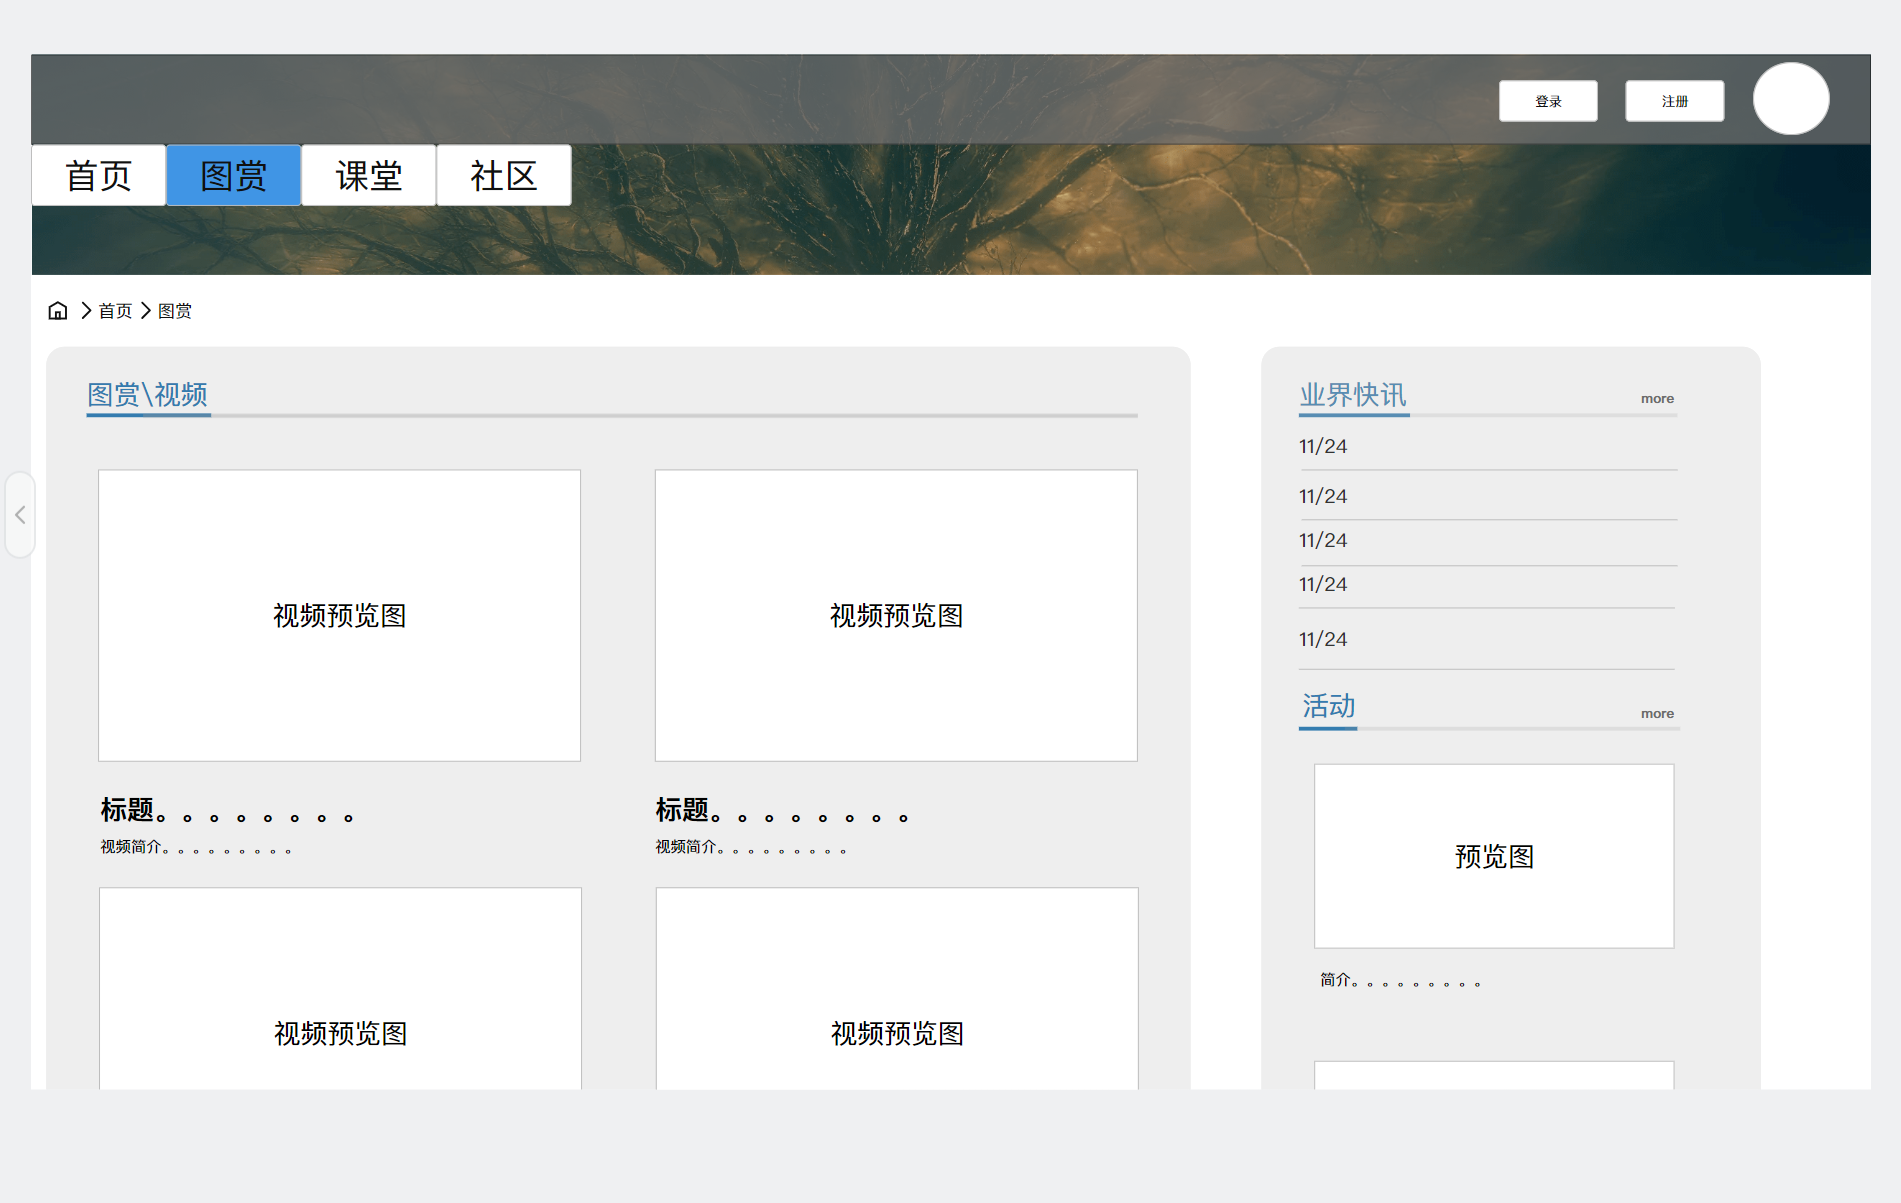 登录 注册
首页 图赏 课堂 社区
首页 图赏
图赏\视频
视频预览图 视频预览图
标题。。。。。。。。 标题。。。。。。。。
视频简介。。。。。。。。。 视频简介。。。。。。。。。
视频预览图 视频预览图
业界快讯 more
11/24
11/24
11/24
11/24
11/24
活动 more
预览图
简介。。。。。。。。。